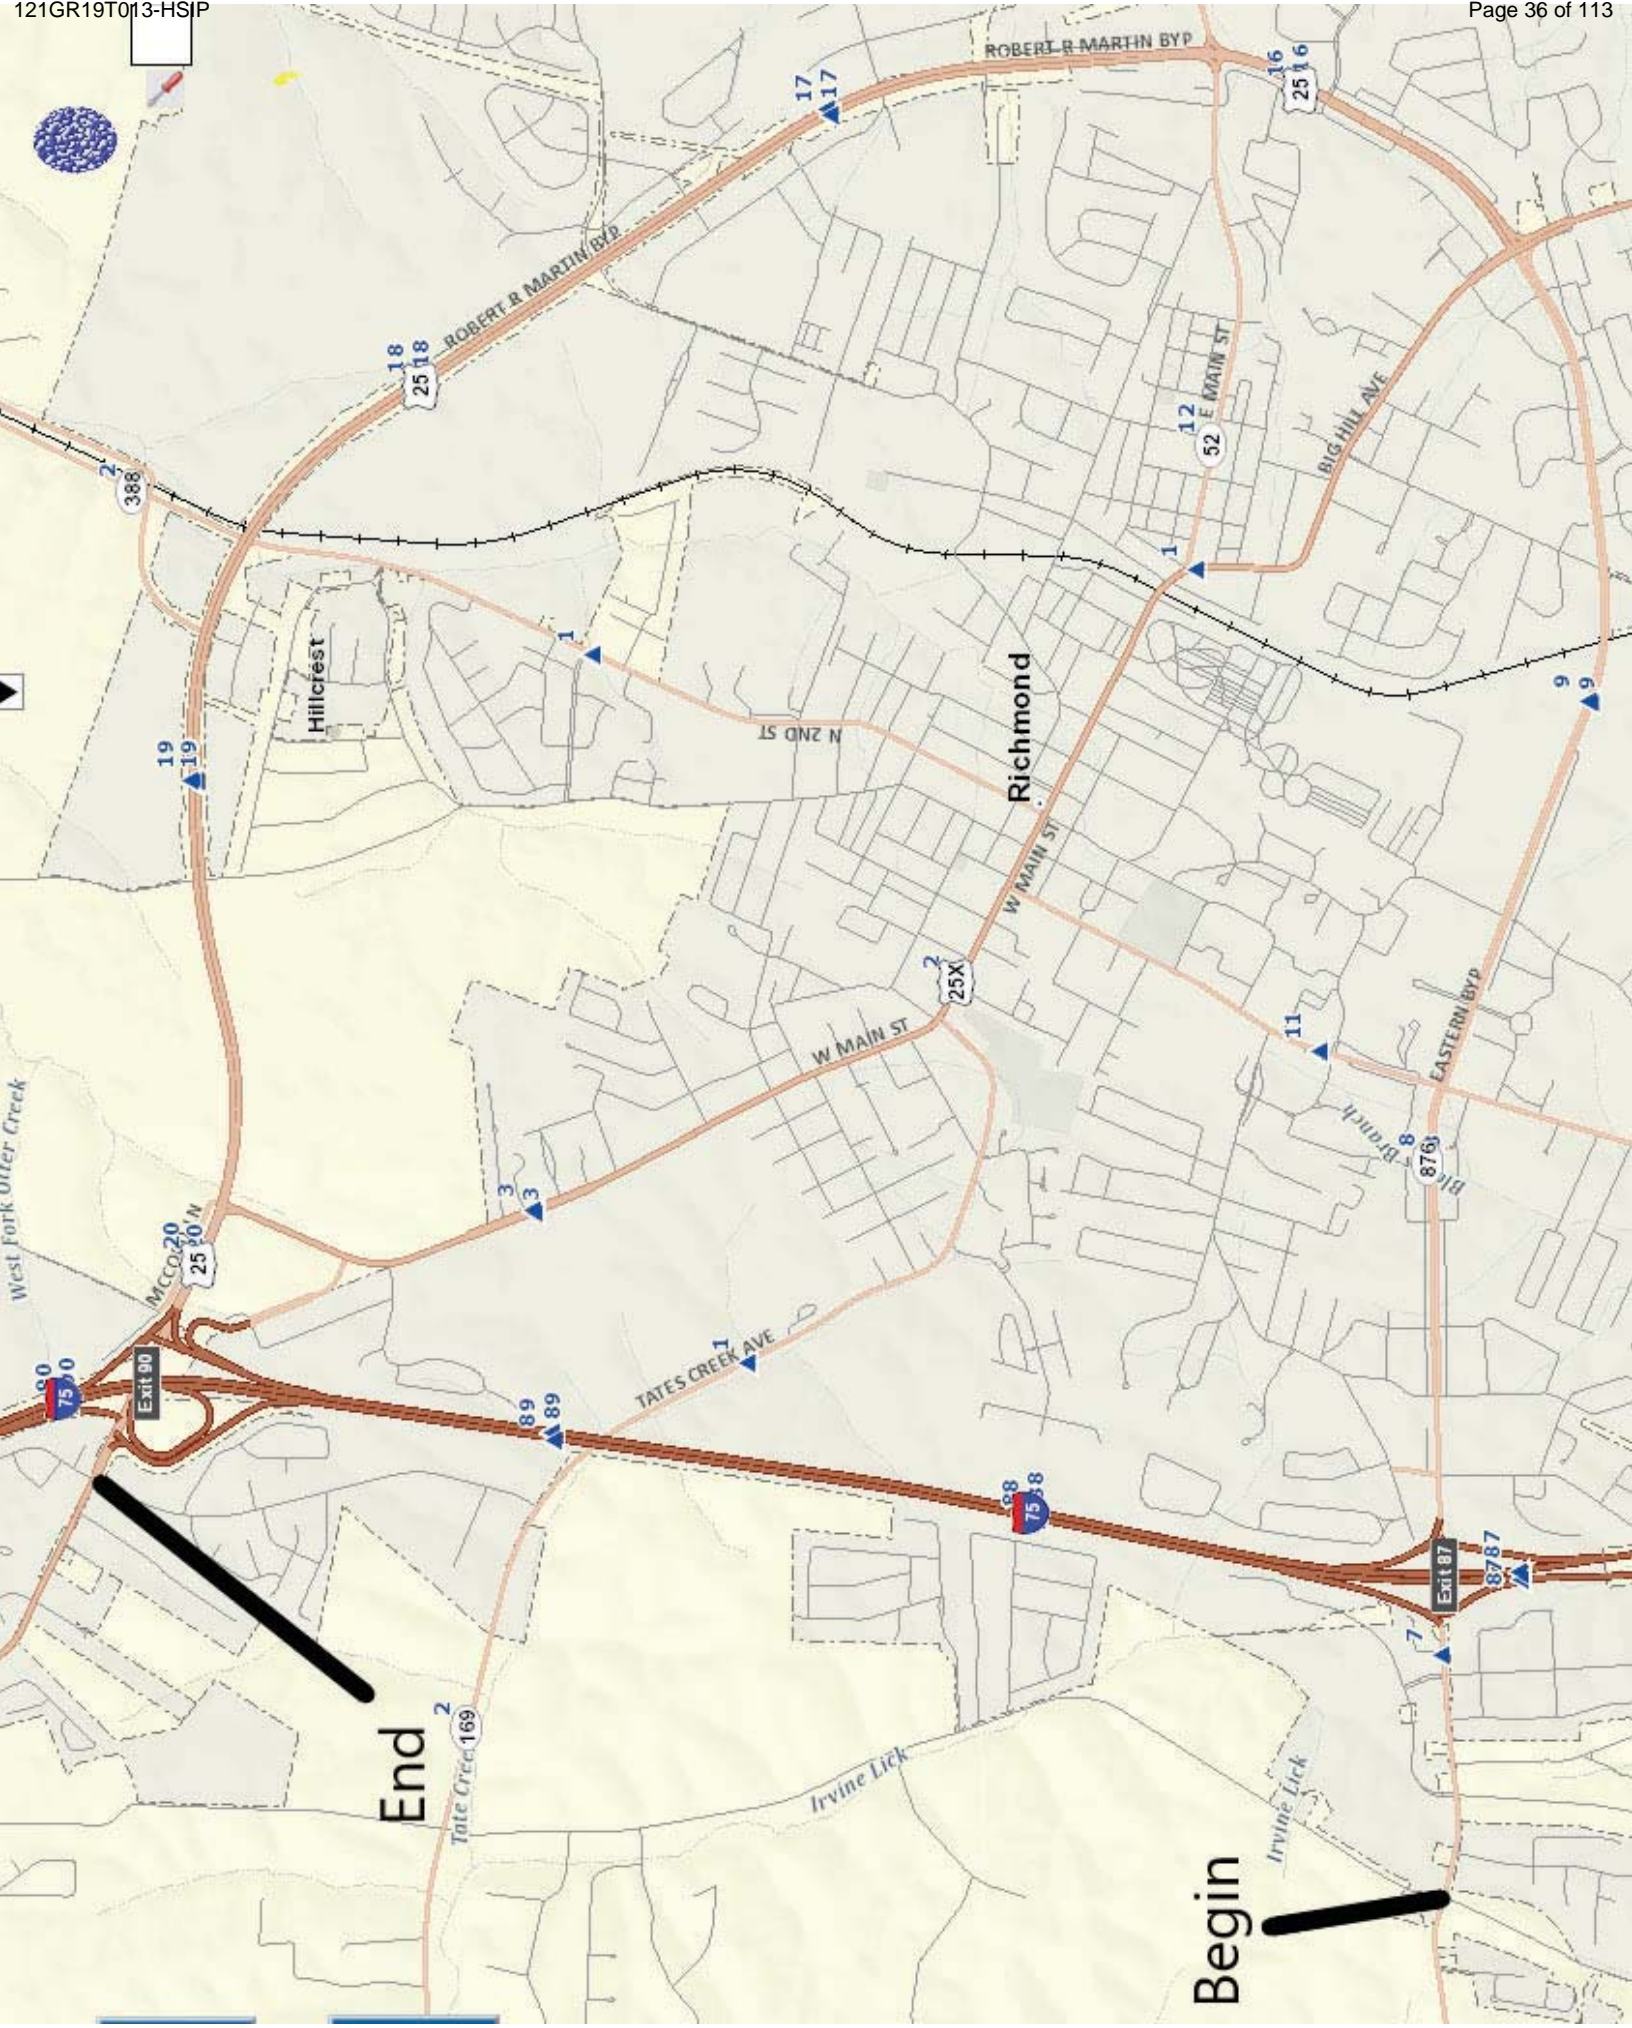 121GR19T013-HSIP
Page 36 of 113
ROBERT R MARTIN BYP
16
16
25
17
17
ROBERT R MARTIN BYP
18
18
25
2
388
12
E MAIN ST
52
BIG HILL AVE
1
1
Hillcrest
Richmond
9
9
19
19
N 2ND ST
W MAIN ST
2
25X
W MAIN ST
11
EASTERN BYP
West Fork Otter Creek
3
3
8
876
Branch
20
20
25
TATES CREEK AVE
1
90
75
Exit 90
89
89
88
75
Exit 87
87
87
7
End
2
169
Irvine Lick
Irvine Lick
Begin